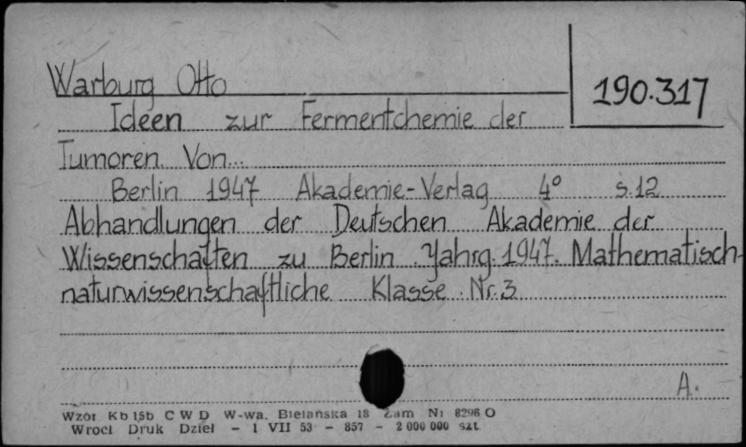 Warburg Otto
190.317
Ideen zur Fermentchemie der
Tumoren. Von...
Berlin 1947 Akademie-Verlag 4° s.12
Abhandlungen der Deutschen Akademie der
Wissenschaften zu Berlin. Jahrg. 1947. Mathematisch-
naturwissenschaftliche Klasse. Nr. 3
A.
Wzór Kb 15b C W D W-wa. Bielańska 18 Zam Nr 8296 O
Wrocł Druk Dzieł - 1 VII 53 - 857 - 2 000 000 szt.